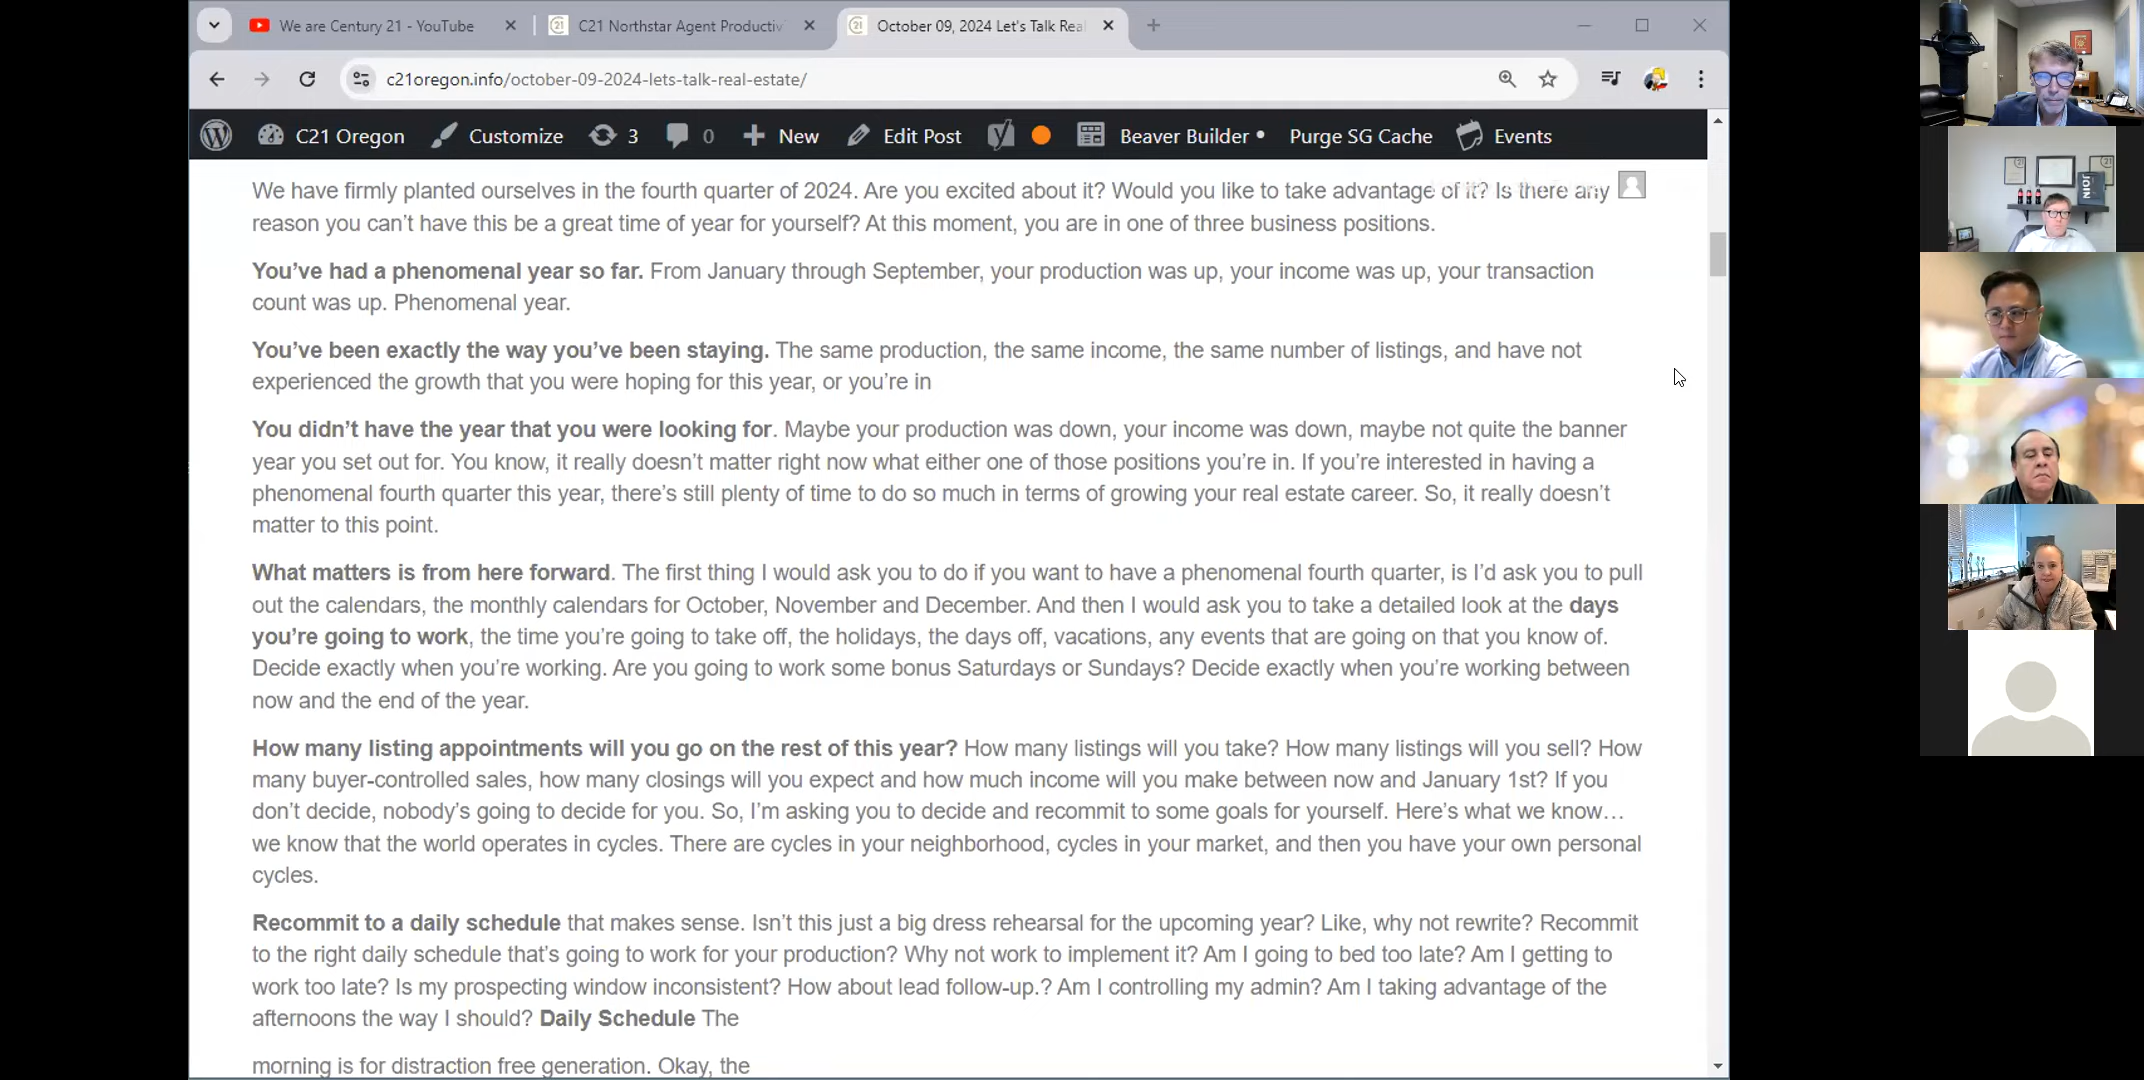 We are Century 21 - YouTube
C21 Northstar Agent Productiv
October 09, 2024 Let's Talk Rea
c21oregon.info/october-09-2024-lets-talk-real-estate/
C21 Oregon Customize 3 0 New Edit Post Beaver Builder • Purge SG Cache Events
We have firmly planted ourselves in the fourth quarter of 2024. Are you excited about it? Would you like to take advantage of it? Is there any
reason you can’t have this be a great time of year for yourself? At this moment, you are in one of three business positions.
You’ve had a phenomenal year so far. From January through September, your production was up, your income was up, your transaction
count was up. Phenomenal year.
You’ve been exactly the way you’ve been staying. The same production, the same income, the same number of listings, and have not
experienced the growth that you were hoping for this year, or you’re in
You didn’t have the year that you were looking for. Maybe your production was down, your income was down, maybe not quite the banner
year you set out for. You know, it really doesn’t matter right now what either one of those positions you’re in. If you’re interested in having a
phenomenal fourth quarter this year, there’s still plenty of time to do so much in terms of growing your real estate career. So, it really doesn’t
matter to this point.
What matters is from here forward. The first thing I would ask you to do if you want to have a phenomenal fourth quarter, is I’d ask you to pull
out the calendars, the monthly calendars for October, November and December. And then I would ask you to take a detailed look at the days
you’re going to work, the time you’re going to take off, the holidays, the days off, vacations, any events that are going on that you know of.
Decide exactly when you’re working. Are you going to work some bonus Saturdays or Sundays? Decide exactly when you’re working between
now and the end of the year.
How many listing appointments will you go on the rest of this year? How many listings will you take? How many listings will you sell? How
many buyer-controlled sales, how many closings will you expect and how much income will you make between now and January 1st? If you
don’t decide, nobody’s going to decide for you. So, I’m asking you to decide and recommit to some goals for yourself. Here’s what we know…
we know that the world operates in cycles. There are cycles in your neighborhood, cycles in your market, and then you have your own personal
cycles.
Recommit to a daily schedule that makes sense. Isn’t this just a big dress rehearsal for the upcoming year? Like, why not rewrite? Recommit
to the right daily schedule that’s going to work for your production? Why not work to implement it? Am I going to bed too late? Am I getting to
work too late? Is my prospecting window inconsistent? How about lead follow-up.? Am I controlling my admin? Am I taking advantage of the
afternoons the way I should? Daily Schedule The
morning is for distraction free generation. Okay, the
JOIN
21